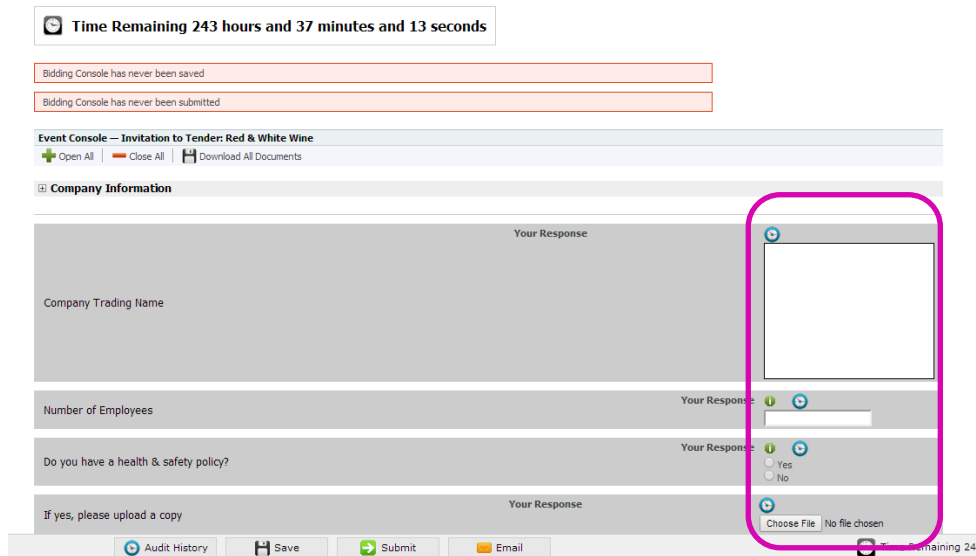 Time Remaining 243 hours and 37 minutes and 13 seconds
Bidding Console has never been saved
Bidding Console has never been submitted
Event Console — Invitation to Tender: Red & White Wine
Open All Close All Download All Documents
Company Information
Your Response
Company Trading Name
Your Response
Number of Employees
Your Response
Do you have a health & safety policy?
Yes
No
Your Response
If yes, please upload a copy
Choose File No file chosen
Audit History Save Submit Email Time Remaining 24